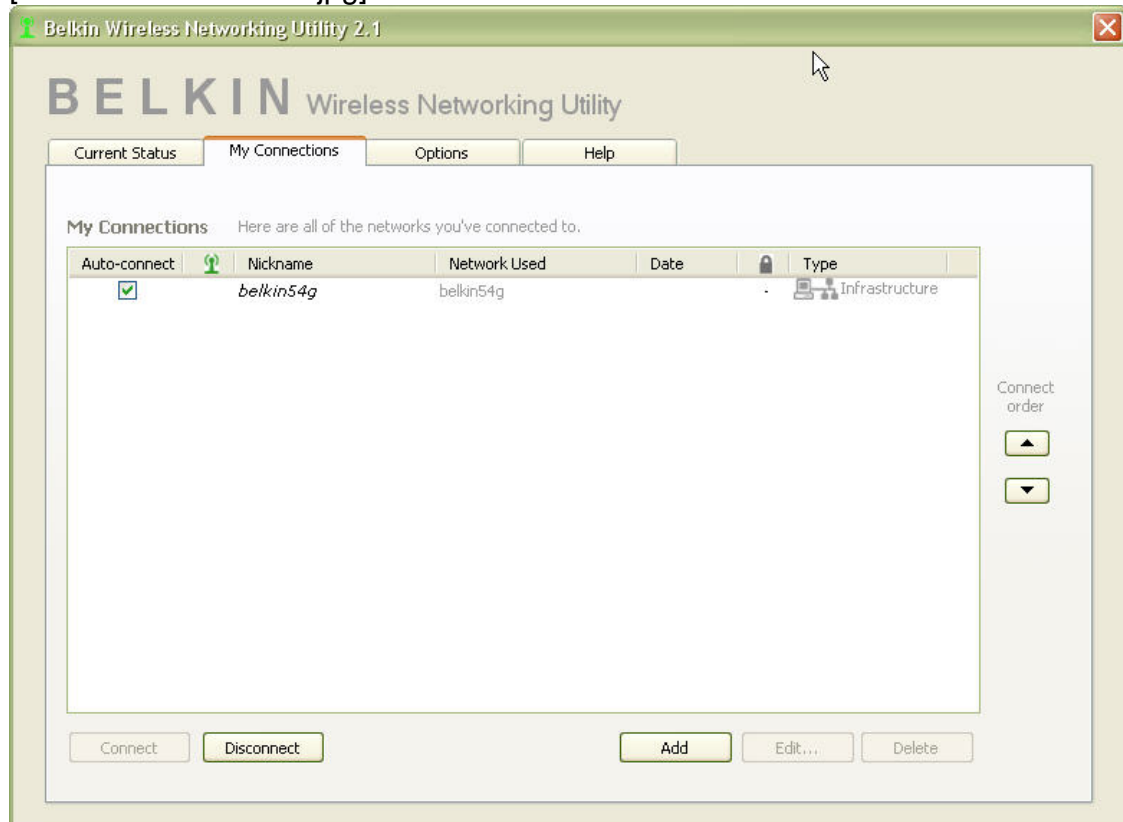 Belkin Wireless Networking Utility 2.1
BELKIN Wireless Networking Utility
Current Status My Connections Options Help
My Connections Here are all of the networks you've connected to.
Auto-connect Nickname Network Used Date Type
belkin54g belkin54g - Infrastructure
Connect
order
Connect Disconnect Add Edit... Delete